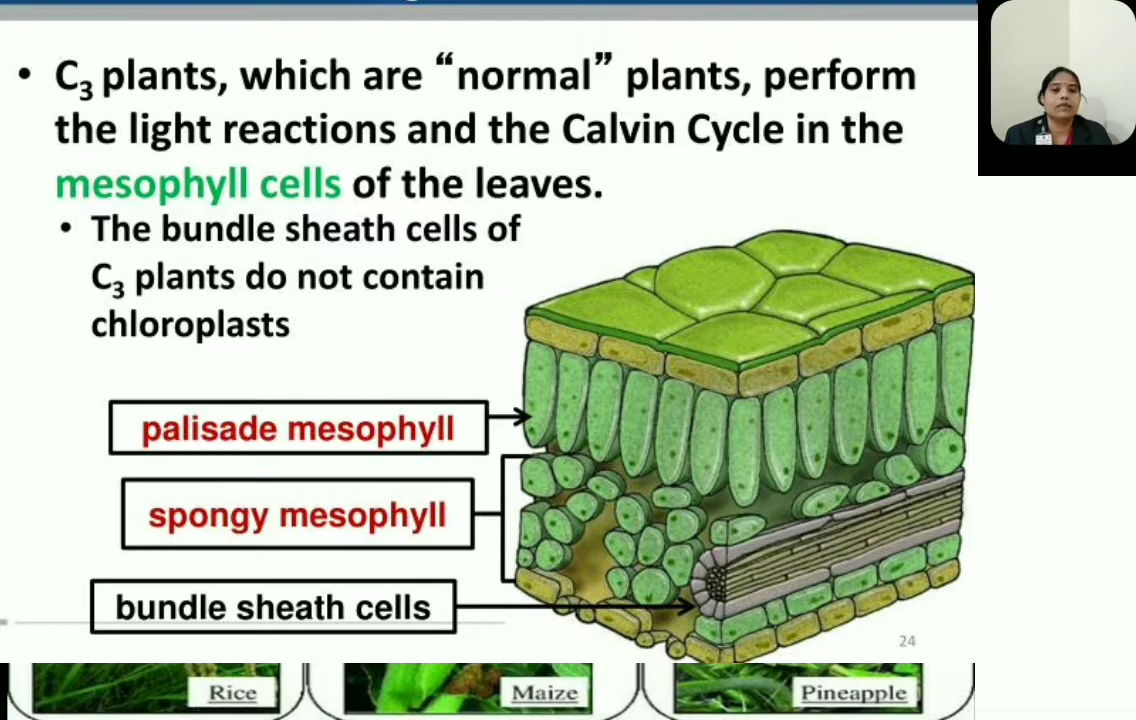 • C₃ plants, which are “normal” plants, perform
the light reactions and the Calvin Cycle in the
mesophyll cells of the leaves.
• The bundle sheath cells of
C₃ plants do not contain
chloroplasts
palisade mesophyll
spongy mesophyll
bundle sheath cells
24
Rice
Maize
Pineapple